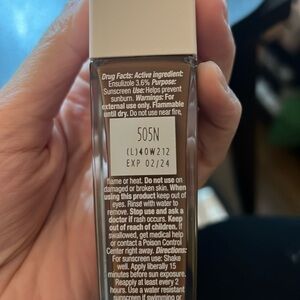 Drug Facts: Active ingredient:
Ensulizole 3.6% Purpose:
Sunscreen Use: Helps prevent
sunburn. Warnings: For
external use only. Flammable
until dry. Do not use near fire,
505N
(L)40W212
EXP 02/24
flame or heat. Do not use on
damaged or broken skin. When
using this product keep out of
eyes. Rinse with water to
remove. Stop use and ask a
doctor if rash occurs. Keep
out of reach of children. If
swallowed, get medical help
or contact a Poison Control
Center right away. Directions:
For sunscreen use: Shake
well. Apply liberally 15
minutes before sun exposure.
Reapply at least every 2
hours. Use a water resistant
sunscreen if swimming or